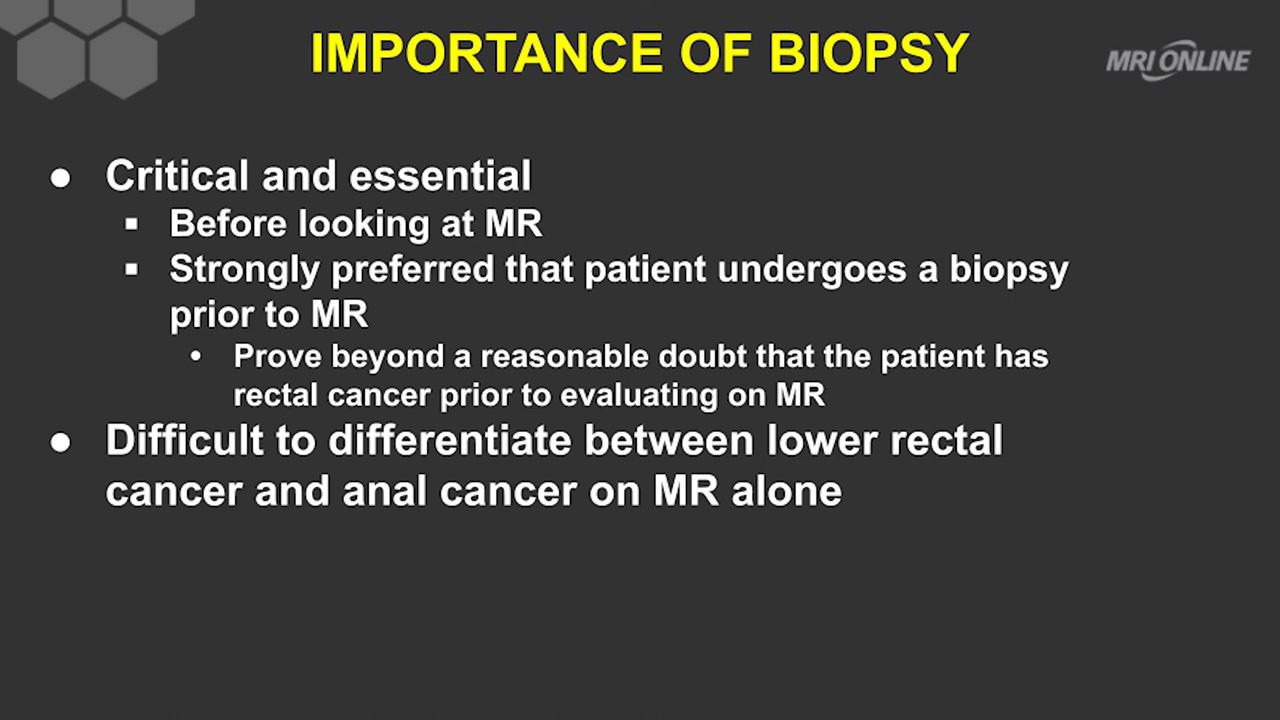 IMPORTANCE OF BIOPSY
MRI ONLINE
● Critical and essential
▪ Before looking at MR
▪ Strongly preferred that patient undergoes a biopsy
prior to MR
• Prove beyond a reasonable doubt that the patient has
rectal cancer prior to evaluating on MR
● Difficult to differentiate between lower rectal
cancer and anal cancer on MR alone